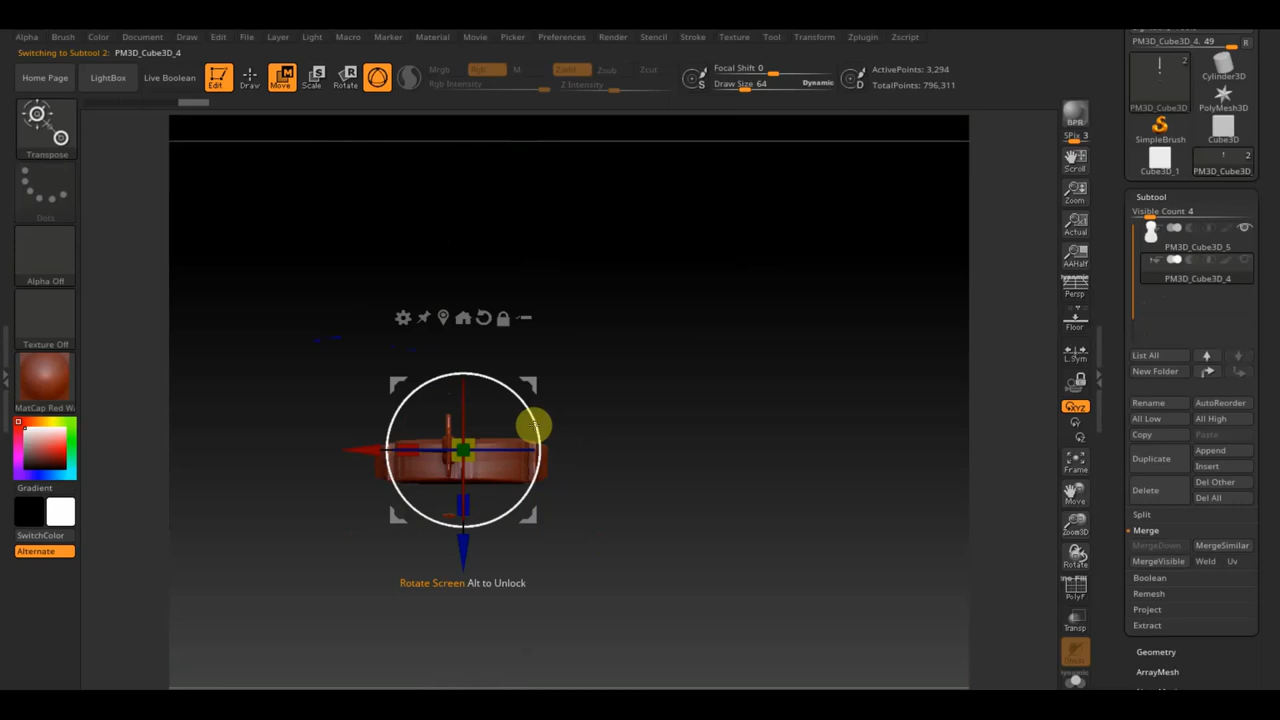 Alpha Brush Color Document Draw Edit File Layer Light Macro Marker Material Movie Picker Preferences Render Stencil Stroke Texture Tool Transform Zplugin Zscript
Switching to Subtool 2: PM3D_Cube3D_4
Home Page LightBox Live Boolean Edit Draw Move Scale Rotate
Mrgb Rgb M Zadd Zsub Zcut
Rgb Intensity Z Intensity
Focal Shift 0
Draw Size 64 Dynamic
ActivePoints: 3,294
TotalPoints: 796,311
Transpose
Dots
Alpha Off
Texture Off
MatCap Red Wa
Gradient
SwitchColor
Alternate
Rotate Screen Alt to Unlock
BPR
SPix 3
Scroll
Zoom
Actual
AAHalf
Dynamic
Persp
Floor
L.Sym
XYZ
Frame
Move
Zoom3D
Rotate
PolyF
Transp
Dynamic
PM3D_Cube3D_4. 49 R
2
PM3D_Cube3D
Cylinder3D
PolyMesh3D
SimpleBrush
Cube3D
Cube3D_1
2
PM3D_Cube3D_
Subtool
Visible Count 4
PM3D_Cube3D_5
PM3D_Cube3D_4
List All
New Folder
Rename AutoReorder
All Low All High
Copy Paste
Duplicate Append
Insert
Delete Del Other
Del All
Split
Merge
MergeDown MergeSimilar
MergeVisible Weld Uv
Boolean
Remesh
Project
Extract
Geometry
ArrayMesh